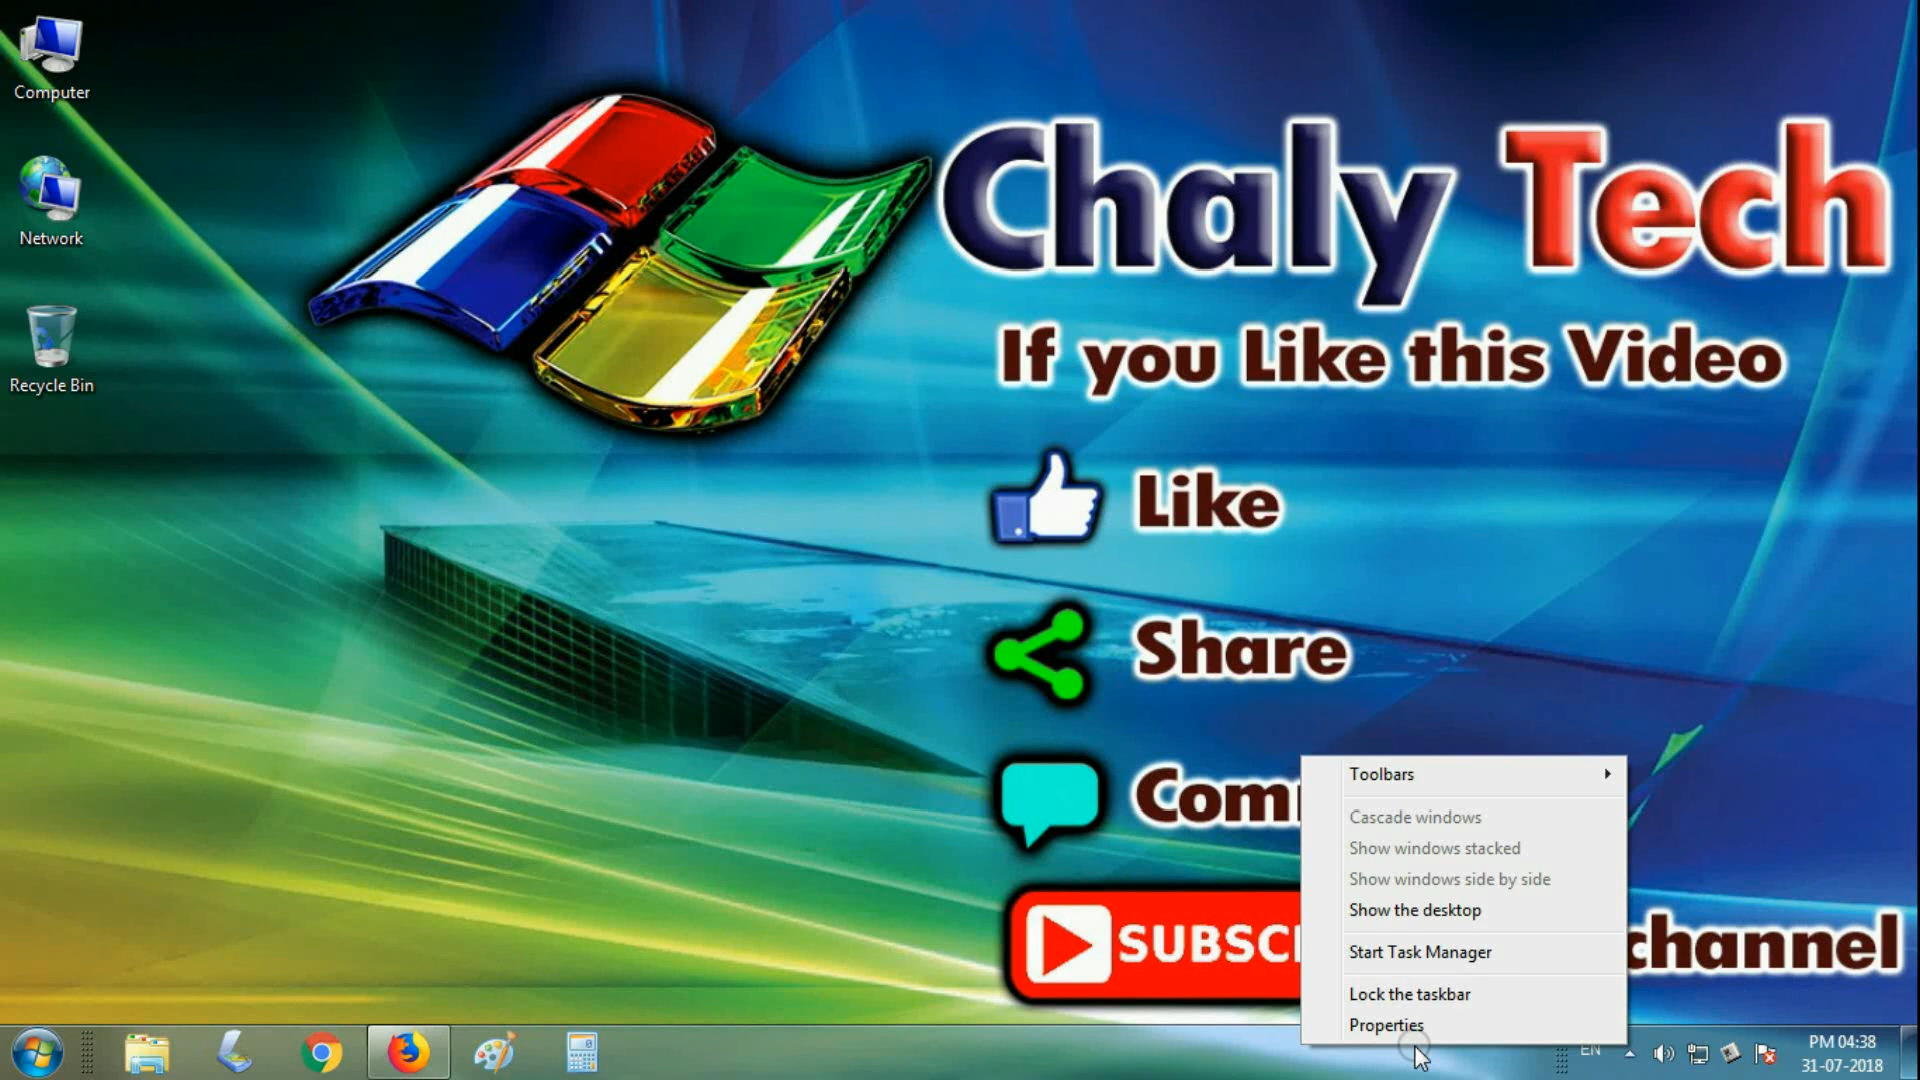 Computer
Network
Recycle Bin
Chaly Tech
If you Like this Video
Like
Share
Com
SUBSC
channel
Toolbars
Cascade windows
Show windows stacked
Show windows side by side
Show the desktop
Start Task Manager
Lock the taskbar
Properties
EN
PM 04:38
31-07-2018